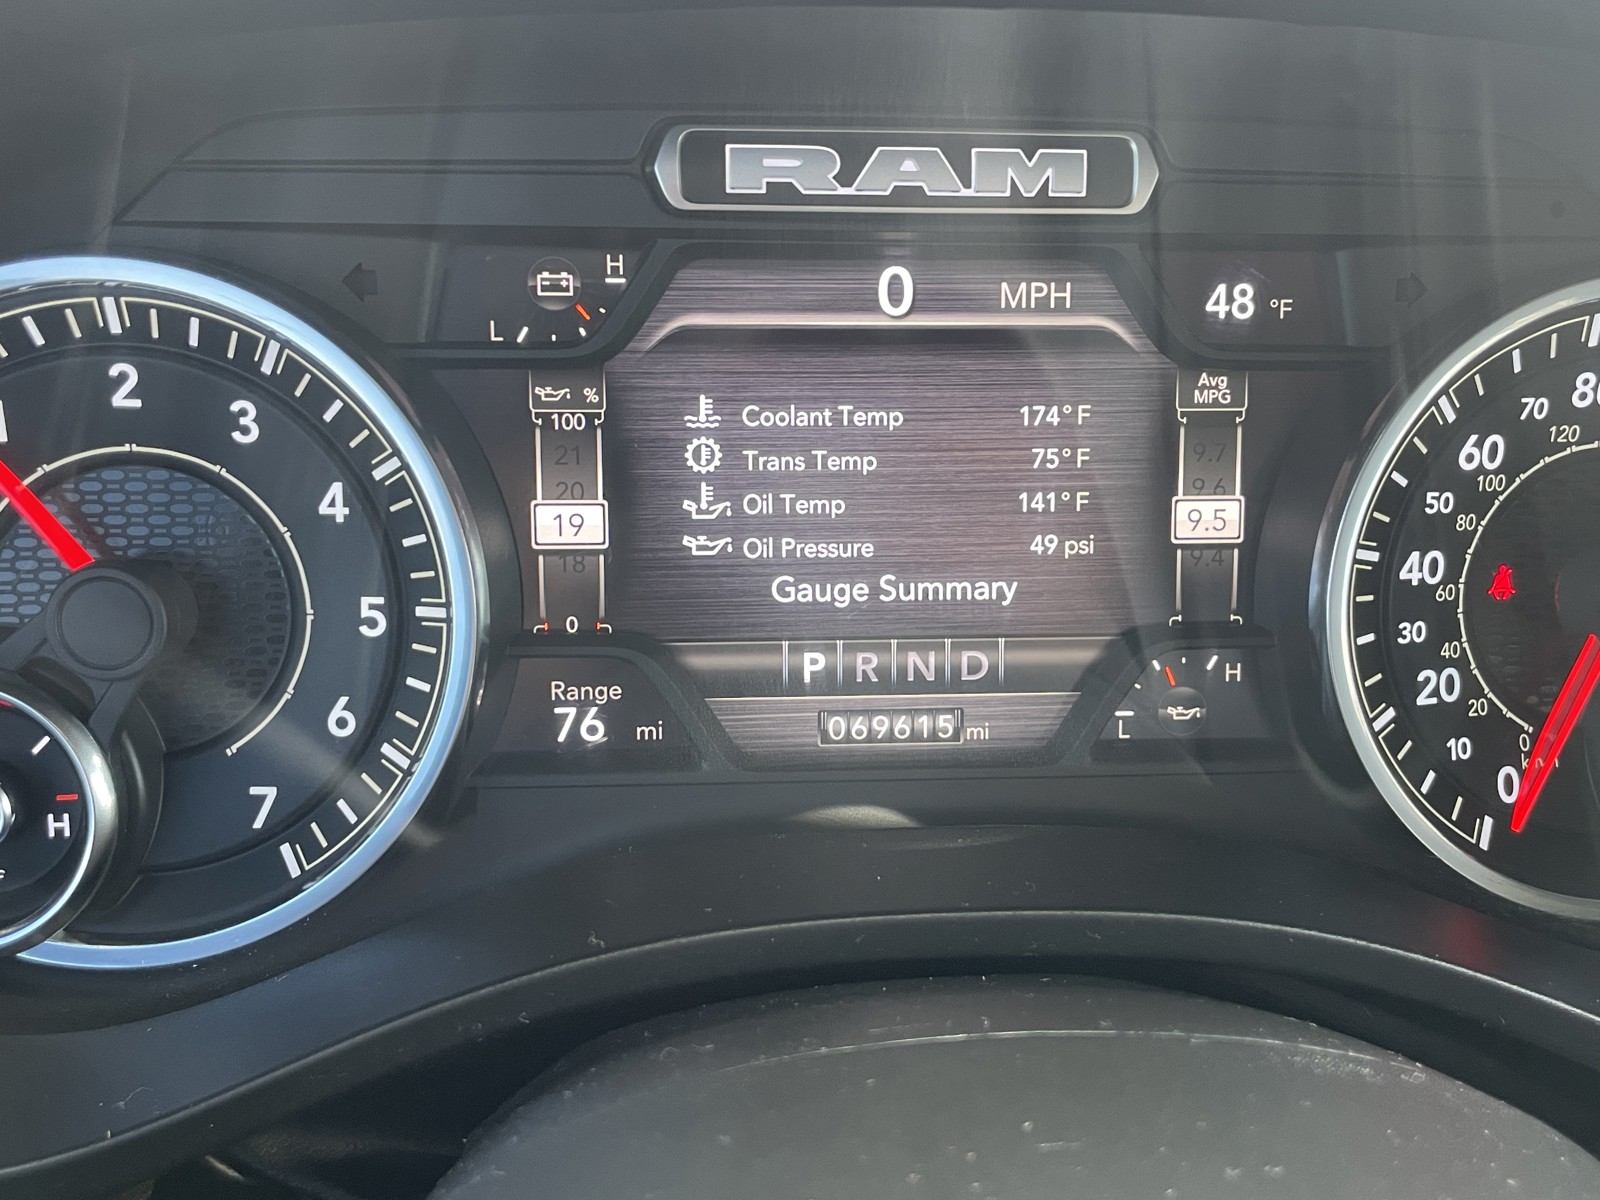 RAM
H
L
0 MPH
48 °F
%
100
21
20
19
18
0
Coolant Temp 174° F
Trans Temp 75° F
Oil Temp 141° F
Oil Pressure 49 psi
Gauge Summary
Avg
MPG
9.7
9.6
9.5
9.4
P R N D
Range
76 mi
069615 mi
H
L
1
2
3
4
5
6
7
H
80
70
60
50
40
30
20
10
0
120
100
80
60
40
20
0